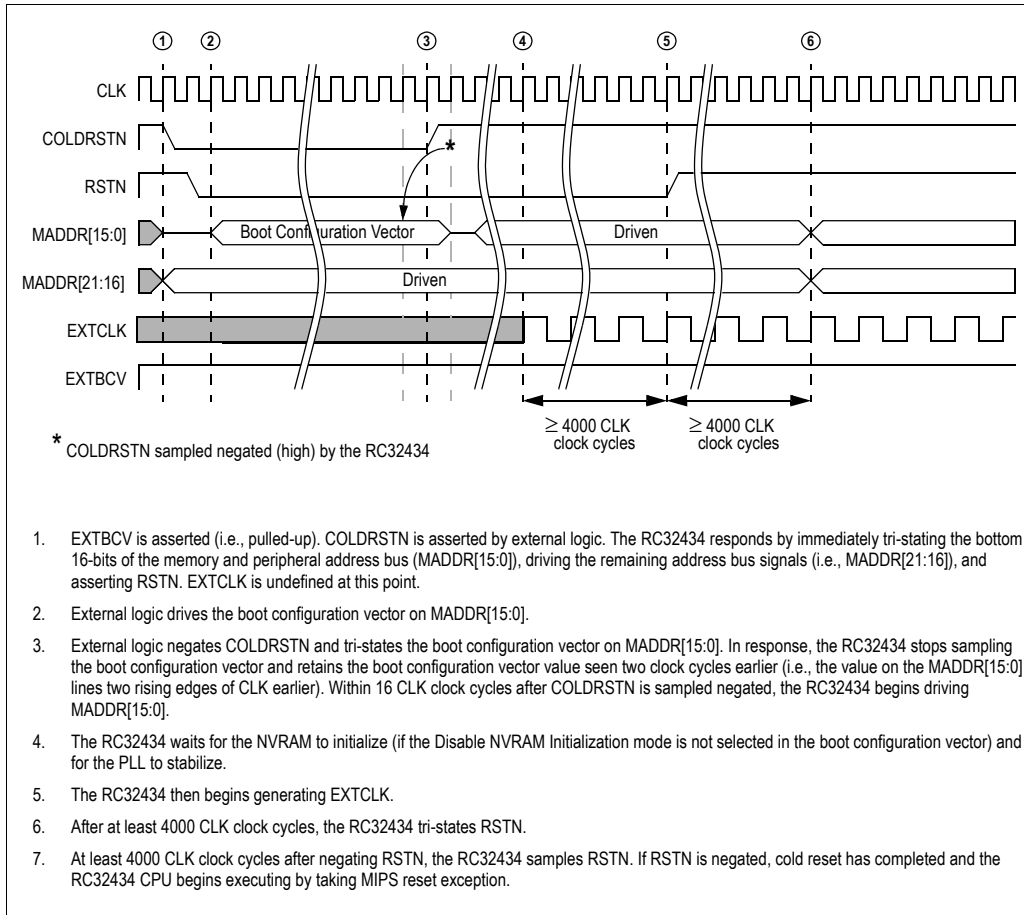 1 2 3 4 5 6
CLK
COLDRSTN
*
RSTN
MADDR[15:0] Boot Configuration Vector Driven
MADDR[21:16] Driven
EXTCLK
EXTBCV
≥ 4000 CLK
clock cycles
≥ 4000 CLK
clock cycles
* COLDRSTN sampled negated (high) by the RC32434
1. EXTBCV is asserted (i.e., pulled-up). COLDRSTN is asserted by external logic. The RC32434 responds by immediately tri-stating the bottom
16-bits of the memory and peripheral address bus (MADDR[15:0]), driving the remaining address bus signals (i.e., MADDR[21:16]), and
asserting RSTN. EXTCLK is undefined at this point.
2. External logic drives the boot configuration vector on MADDR[15:0].
3. External logic negates COLDRSTN and tri-states the boot configuration vector on MADDR[15:0]. In response, the RC32434 stops sampling
the boot configuration vector and retains the boot configuration vector value seen two clock cycles earlier (i.e., the value on the MADDR[15:0]
lines two rising edges of CLK earlier). Within 16 CLK clock cycles after COLDRSTN is sampled negated, the RC32434 begins driving
MADDR[15:0].
4. The RC32434 waits for the NVRAM to initialize (if the Disable NVRAM Initialization mode is not selected in the boot configuration vector) and
for the PLL to stabilize.
5. The RC32434 then begins generating EXTCLK.
6. After at least 4000 CLK clock cycles, the RC32434 tri-states RSTN.
7. At least 4000 CLK clock cycles after negating RSTN, the RC32434 samples RSTN. If RSTN is negated, cold reset has completed and the
RC32434 CPU begins executing by taking MIPS reset exception.